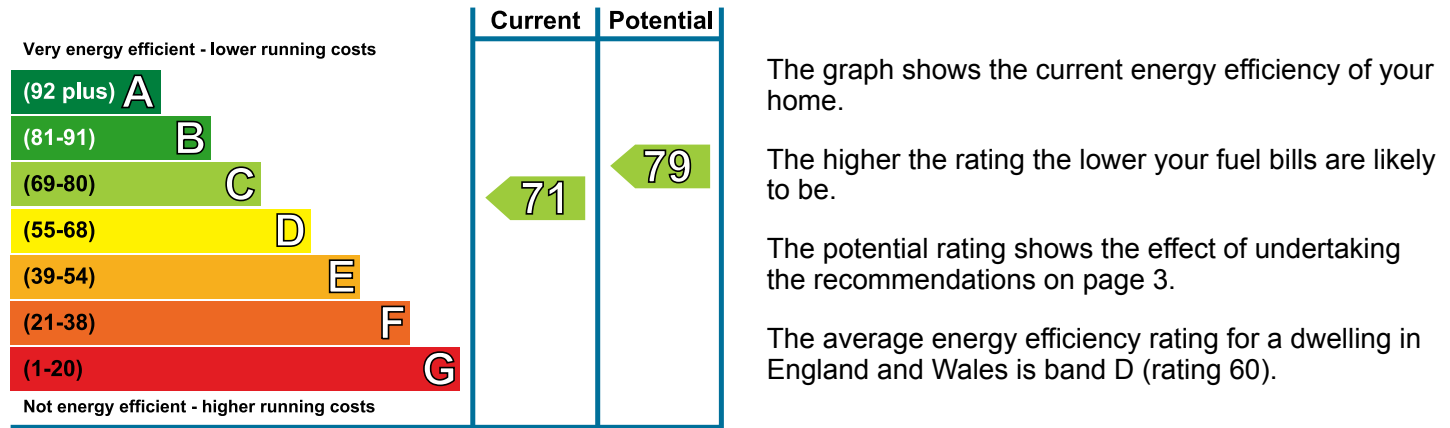 Current Potential
Very energy efficient - lower running costs
(92 plus) A
(81-91) B
(69-80) C
(55-68) D
(39-54) E
(21-38) F
(1-20) G
Not energy efficient - higher running costs
71
79
The graph shows the current energy efficiency of your
home.
The higher the rating the lower your fuel bills are likely
to be.
The potential rating shows the effect of undertaking
the recommendations on page 3.
The average energy efficiency rating for a dwelling in
England and Wales is band D (rating 60).